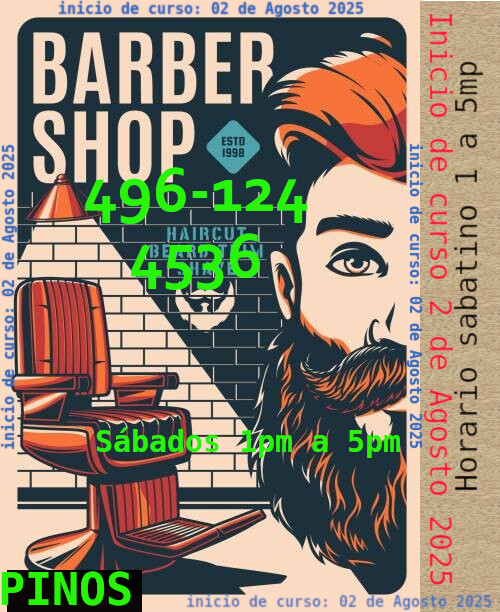 inicio de curso: 02 de Agosto 2025
BARBER
SHOP
ESTD
1998
496-124
HAIRCUT
4536
Sábados 1pm a 5pm
PINOS
inicio de curso: 02 de Agosto 2025
inicio de curso: 02 de Agosto 2025
inicio de curso: 02 de Agosto 2025
Inicio de curso 2 de Agosto 2025
Horario sabatino 1 a 5mp